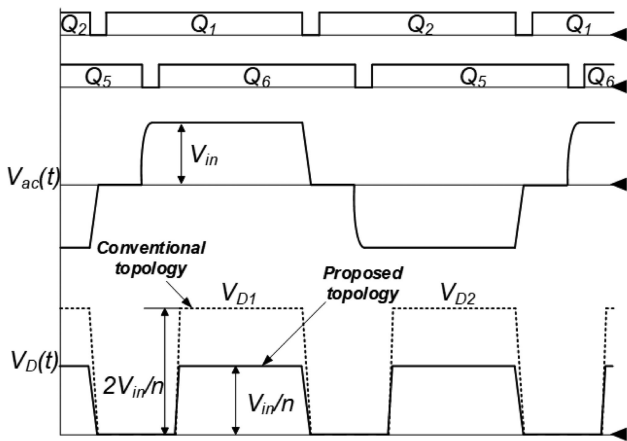 Q2 Q1 Q2 Q1
Q5 Q6 Q5 Q6
Vin
Vac(t)
Conventional
topology
Proposed
topology
VD1 VD2
VD(t)
2Vin/n Vin/n